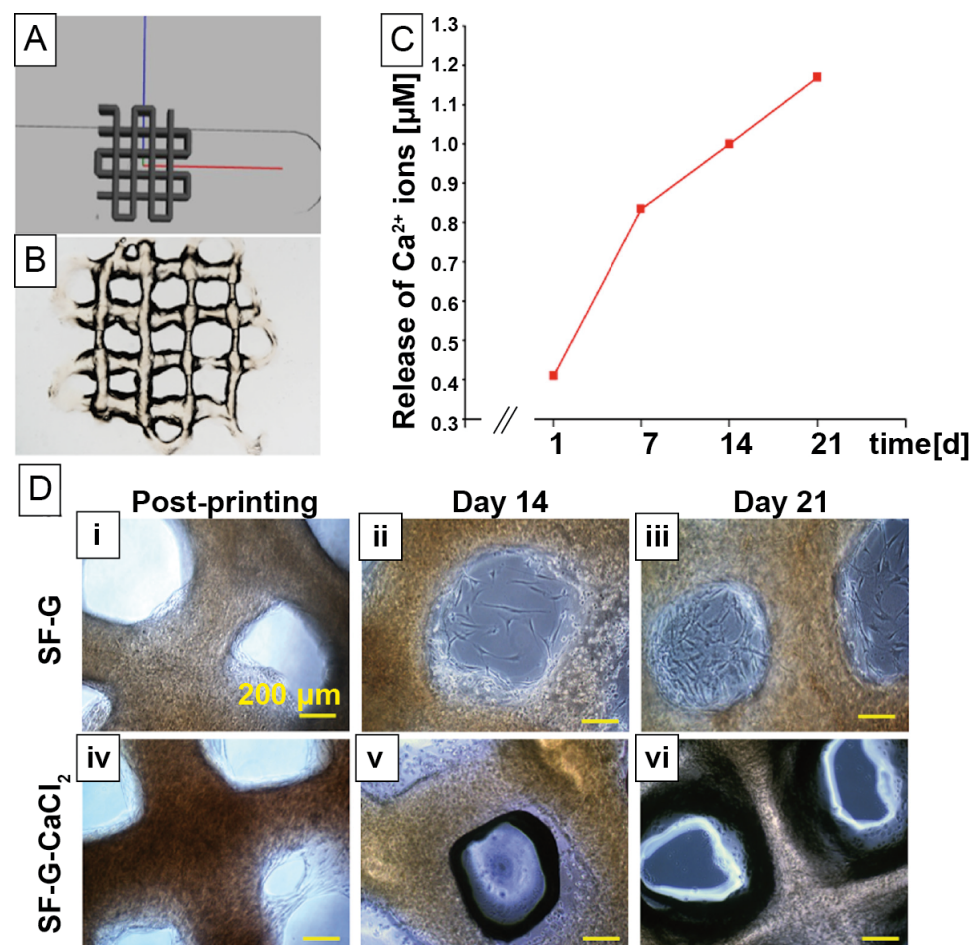 A
B
C
Release of Ca²⁺ ions [µM]
1.3
1.2
1.1
1.0
0.9
0.8
0.7
0.6
0.5
0.4
0.3
1
7
14
21
time[d]
D
Post-printing
Day 14
Day 21
SF-G
i
ii
iii
200 µm
SF-G-CaCl₂
iv
v
vi